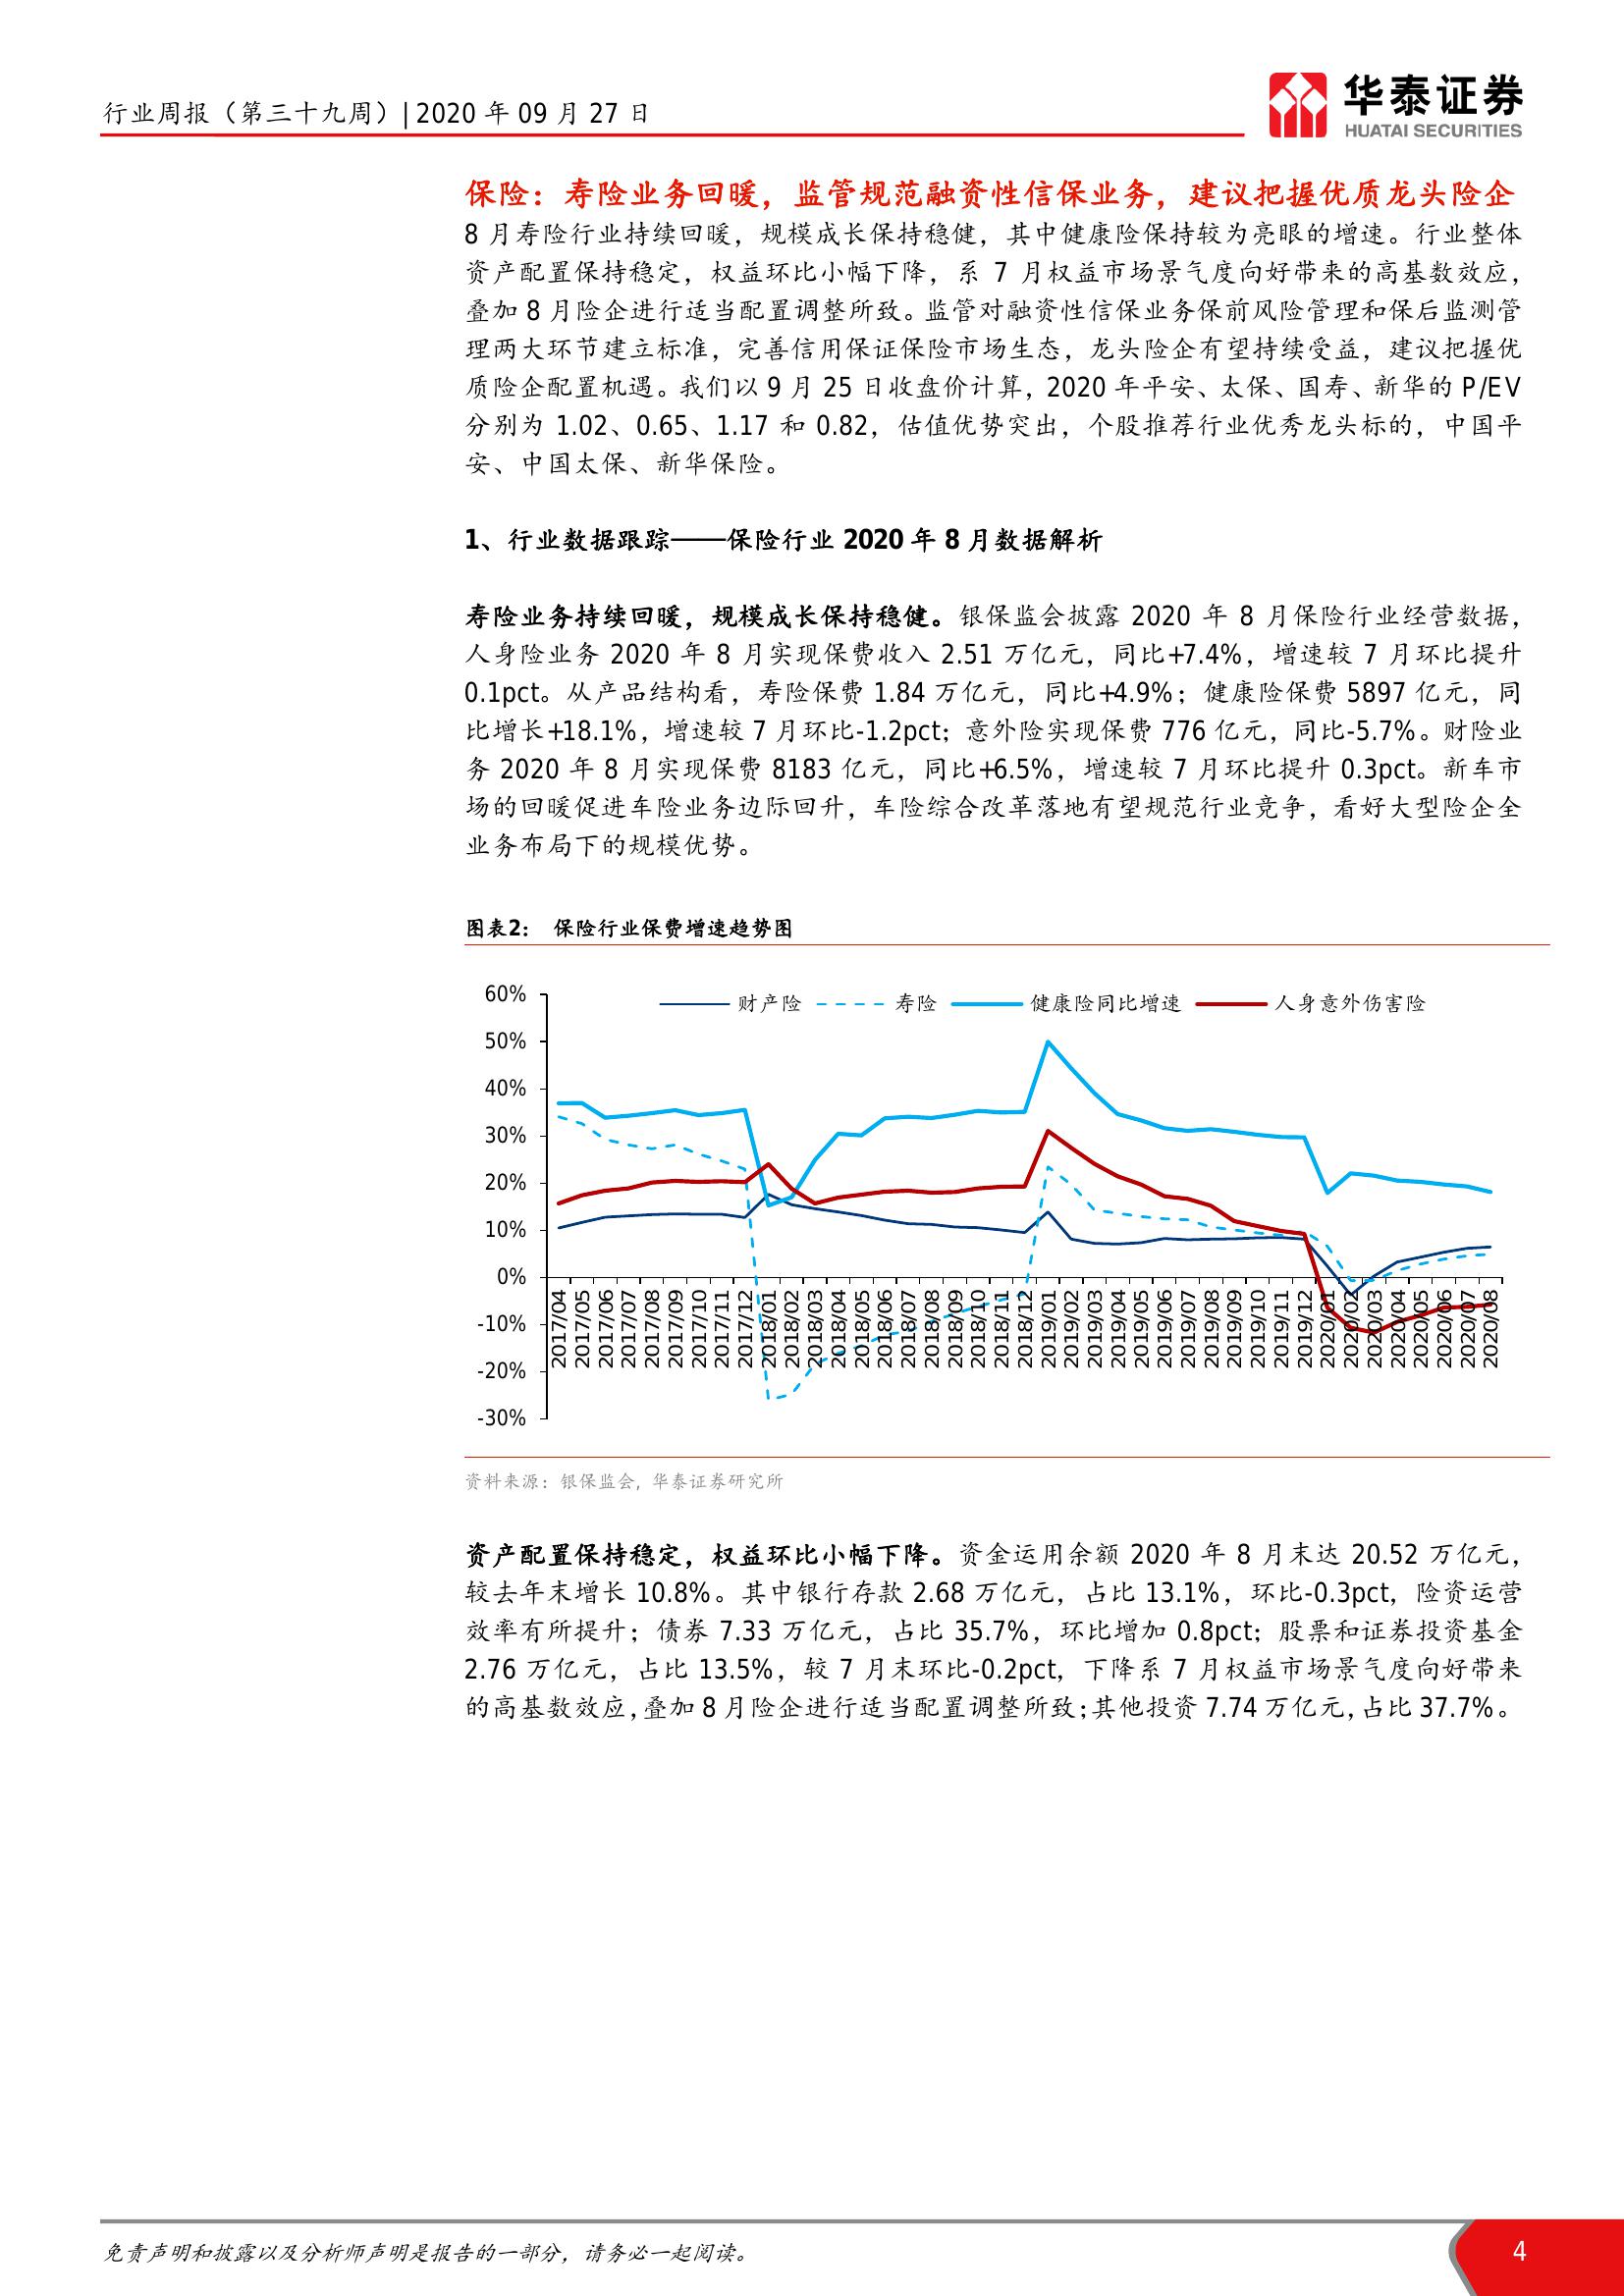 行业周报（第三十九周）| 2020 年 09 月 27 日
华泰证券
HUATAI SECURITIES
保险：寿险业务回暖，监管规范融资性信保业务，建议把握优质龙头险企
8 月寿险行业持续回暖，规模成长保持稳健，其中健康险保持较为亮眼的增速。行业整体
资产配置保持稳定，权益环比小幅下降，系 7 月权益市场景气度向好带来的高基数效应，
叠加 8 月险企进行适当配置调整所致。监管对融资性信保业务保前风险管理和保后监测管
理两大环节建立标准，完善信用保证保险市场生态，龙头险企有望持续受益，建议把握优
质险企配置机遇。我们以 9 月 25 日收盘价计算，2020 年平安、太保、国寿、新华的 P/EV
分别为 1.02、0.65、1.17 和 0.82，估值优势突出，个股推荐行业优秀龙头标的，中国平
安、中国太保、新华保险。
1、行业数据跟踪——保险行业 2020 年 8 月数据解析
寿险业务持续回暖，规模成长保持稳健。银保监会披露 2020 年 8 月保险行业经营数据，
人身险业务 2020 年 8 月实现保费收入 2.51 万亿元，同比+7.4%，增速较 7 月环比提升
0.1pct。从产品结构看，寿险保费 1.84 万亿元，同比+4.9%；健康险保费 5897 亿元，同
比增长+18.1%，增速较 7 月环比-1.2pct；意外险实现保费 776 亿元，同比-5.7%。财险业
务 2020 年 8 月实现保费 8183 亿元，同比+6.5%，增速较 7 月环比提升 0.3pct。新车市
场的回暖促进车险业务边际回升，车险综合改革落地有望规范行业竞争，看好大型险企全
业务布局下的规模优势。
图表2： 保险行业保费增速趋势图
财产险 寿险 健康险同比增速 人身意外伤害险
60%
50%
40%
30%
20%
10%
0%
-10%
-20%
-30%
2017/04
2017/05
2017/06
2017/07
2017/08
2017/09
2017/10
2017/11
2017/12
2018/01
2018/02
2018/03
2018/04
2018/05
2018/06
2018/07
2018/08
2018/09
2018/10
2018/11
2018/12
2019/01
2019/02
2019/03
2019/04
2019/05
2019/06
2019/07
2019/08
2019/09
2019/10
2019/11
2019/12
2020/01
2020/02
2020/03
2020/04
2020/05
2020/06
2020/07
2020/08
资料来源：银保监会，华泰证券研究所
资产配置保持稳定，权益环比小幅下降。资金运用余额 2020 年 8 月末达 20.52 万亿元，
较去年末增长 10.8%。其中银行存款 2.68 万亿元，占比 13.1%，环比-0.3pct，险资运营
效率有所提升；债券 7.33 万亿元，占比 35.7%，环比增加 0.8pct；股票和证券投资基金
2.76 万亿元，占比 13.5%，较 7 月末环比-0.2pct，下降系 7 月权益市场景气度向好带来
的高基数效应，叠加 8 月险企进行适当配置调整所致；其他投资 7.74 万亿元，占比 37.7%。
免责声明和披露以及分析师声明是报告的一部分，请务必一起阅读。
4